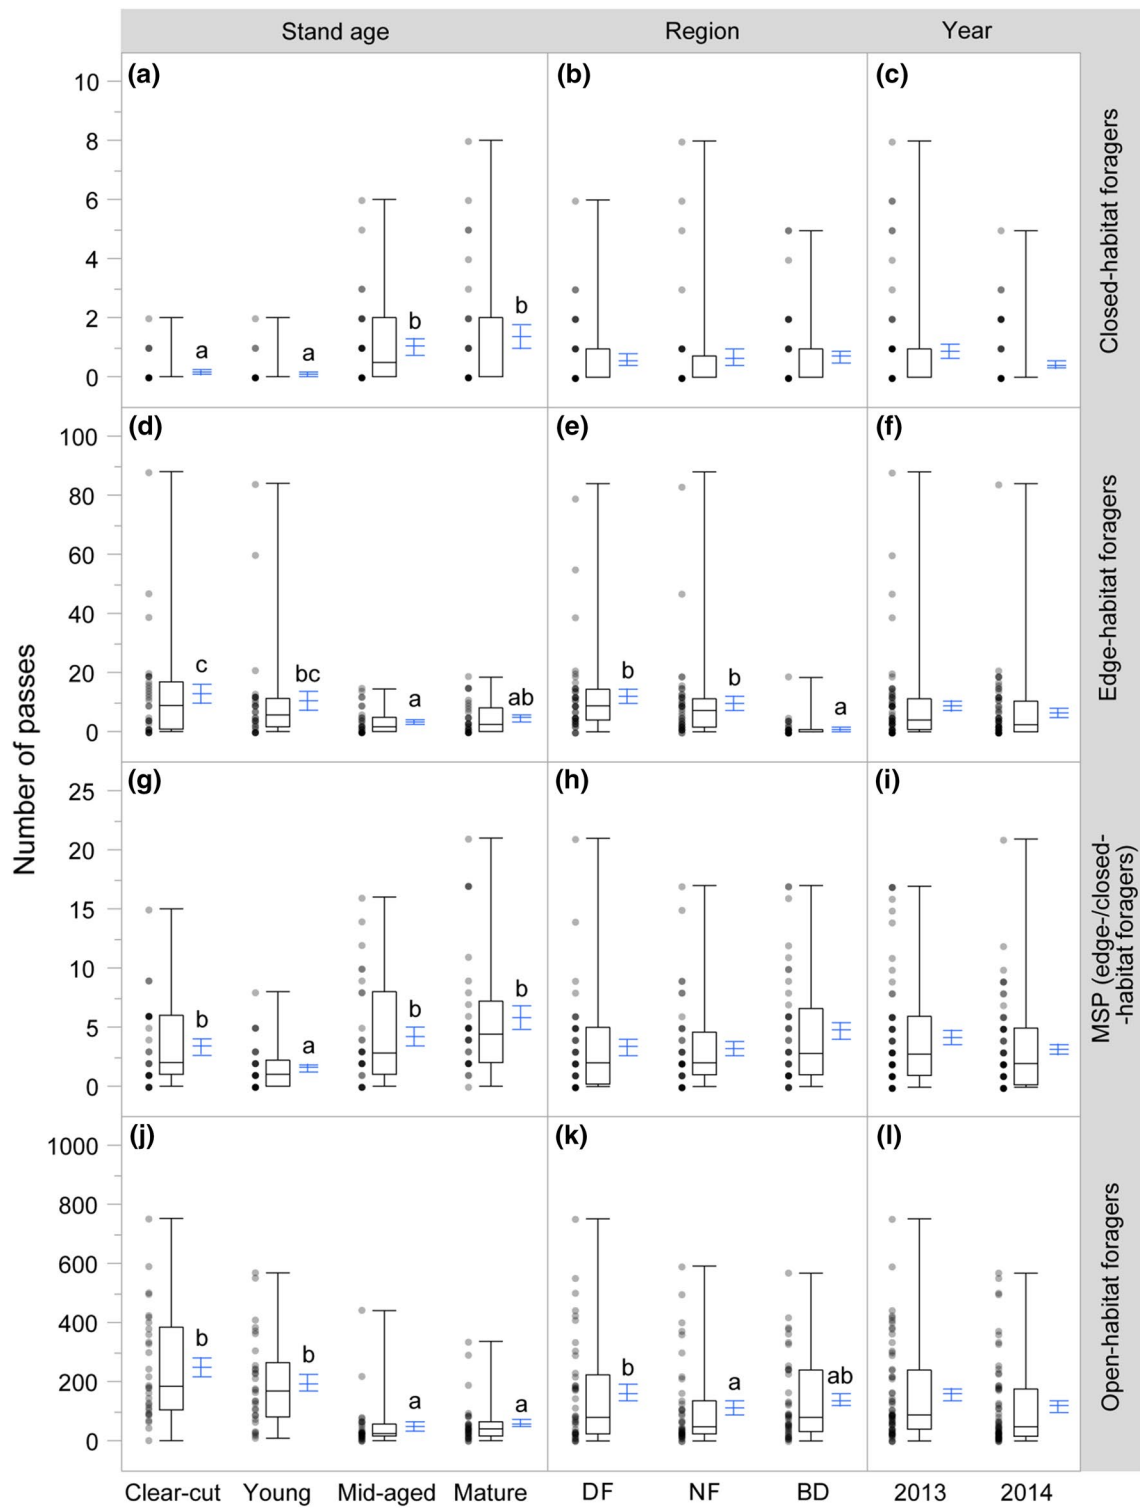 Stand age Region Year
(a) (b) (c)
10
8
6
4
2
0
a a b b
Closed-habitat foragers
(d) (e) (f)
100
80
60
40
20
0
c bc a ab b b a
Edge-habitat foragers
Number of passes
(g) (h) (i)
25
20
15
10
5
0
b a b b
MSP (edge-/closed-
-habitat foragers)
(j) (k) (l)
1000
800
600
400
200
0
b b a a b a ab
Open-habitat foragers
Clear-cut Young Mid-aged Mature DF NF BD 2013 2014